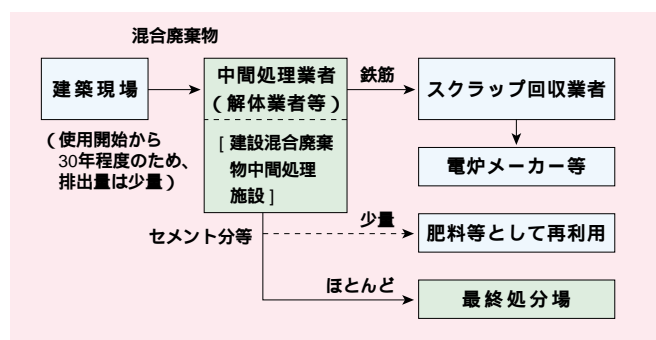 混合廃棄物
建築現場
(使用開始から
30年程度のため、
排出量は少量)
中間処理業者
(解体業者等)
[建設混合廃棄
物中間処理
施設]
鉄筋
スクラップ回収業者
電炉メーカー等
セメント分等
少量
肥料等として再利用
ほとんど
最終処分場